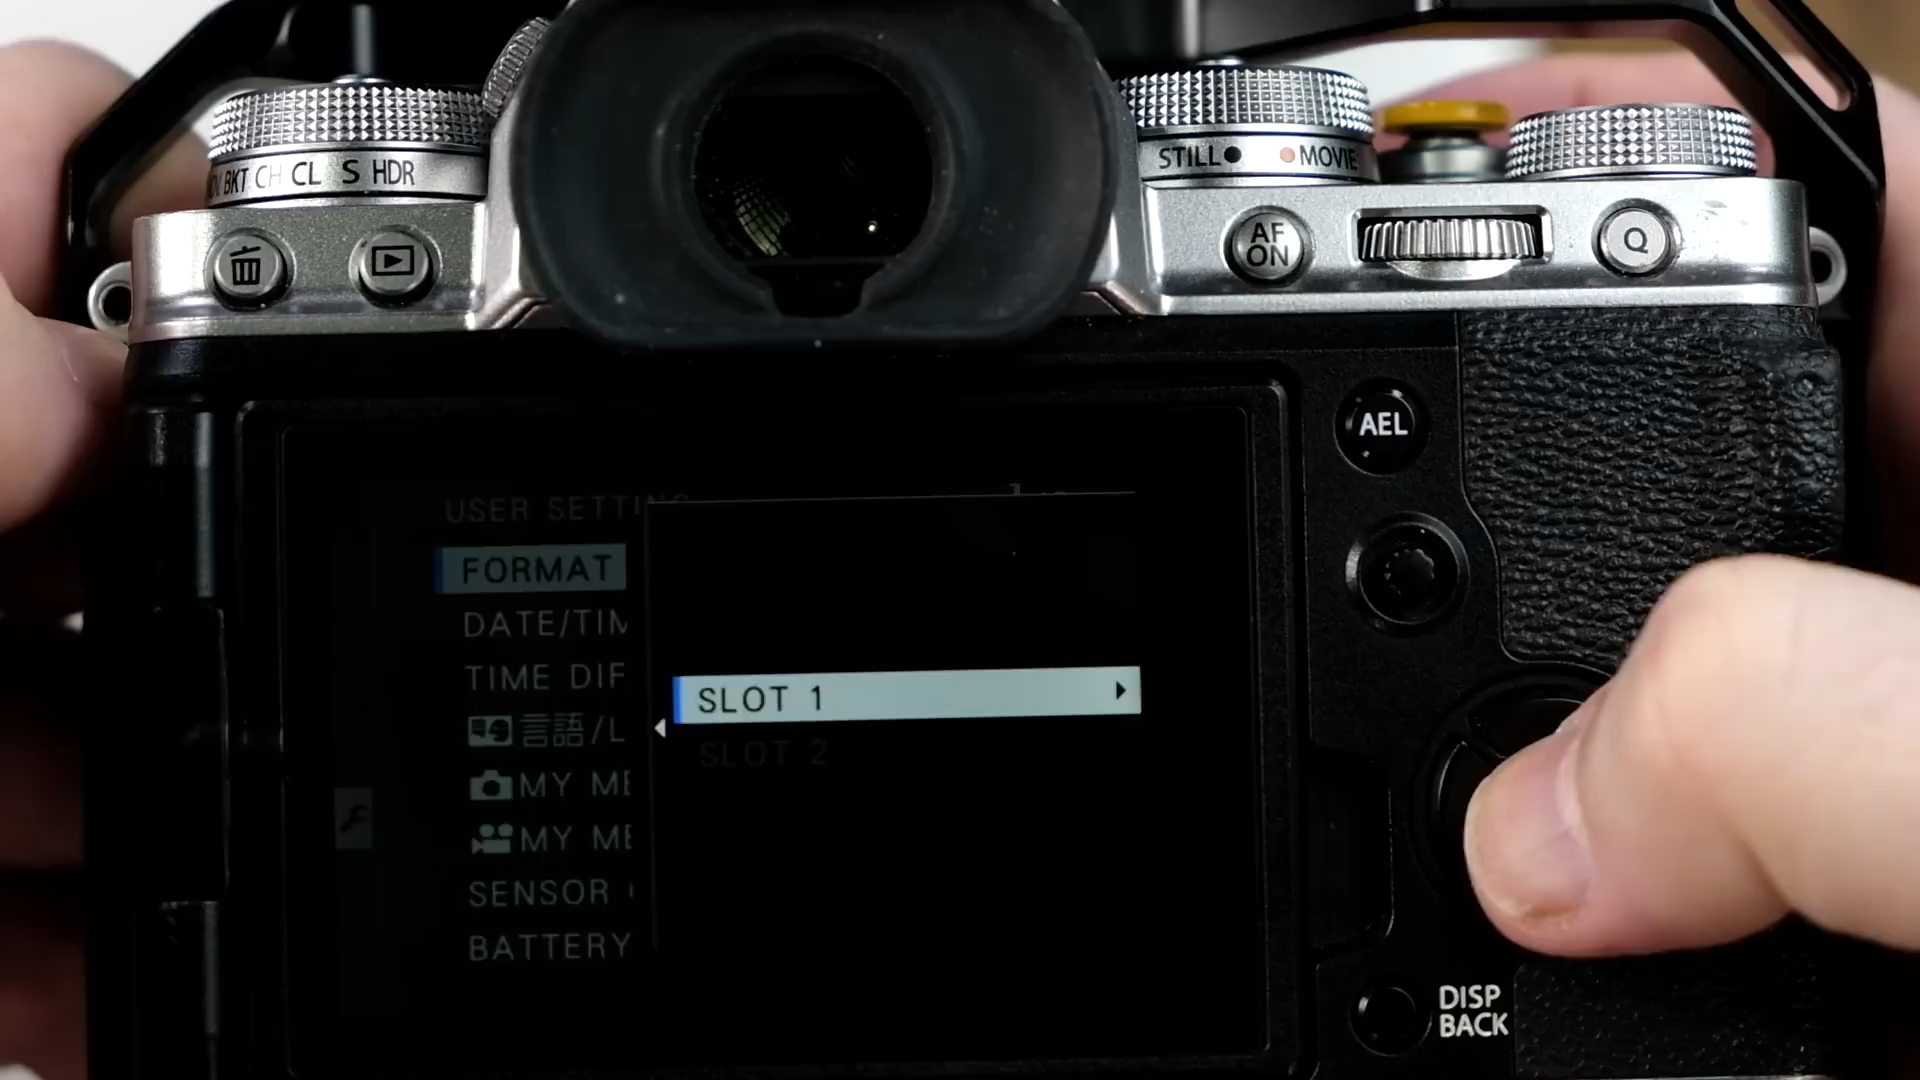 BKT CH CL S HDR
STILL● ●MOVIE
AF
ON
Q
AEL
USER SETTING
FORMAT
DATE/TIM
TIME DIF
言語/L
SLOT 1
SLOT 2
MY ME
MY ME
SENSOR
BATTERY
DISP
BACK